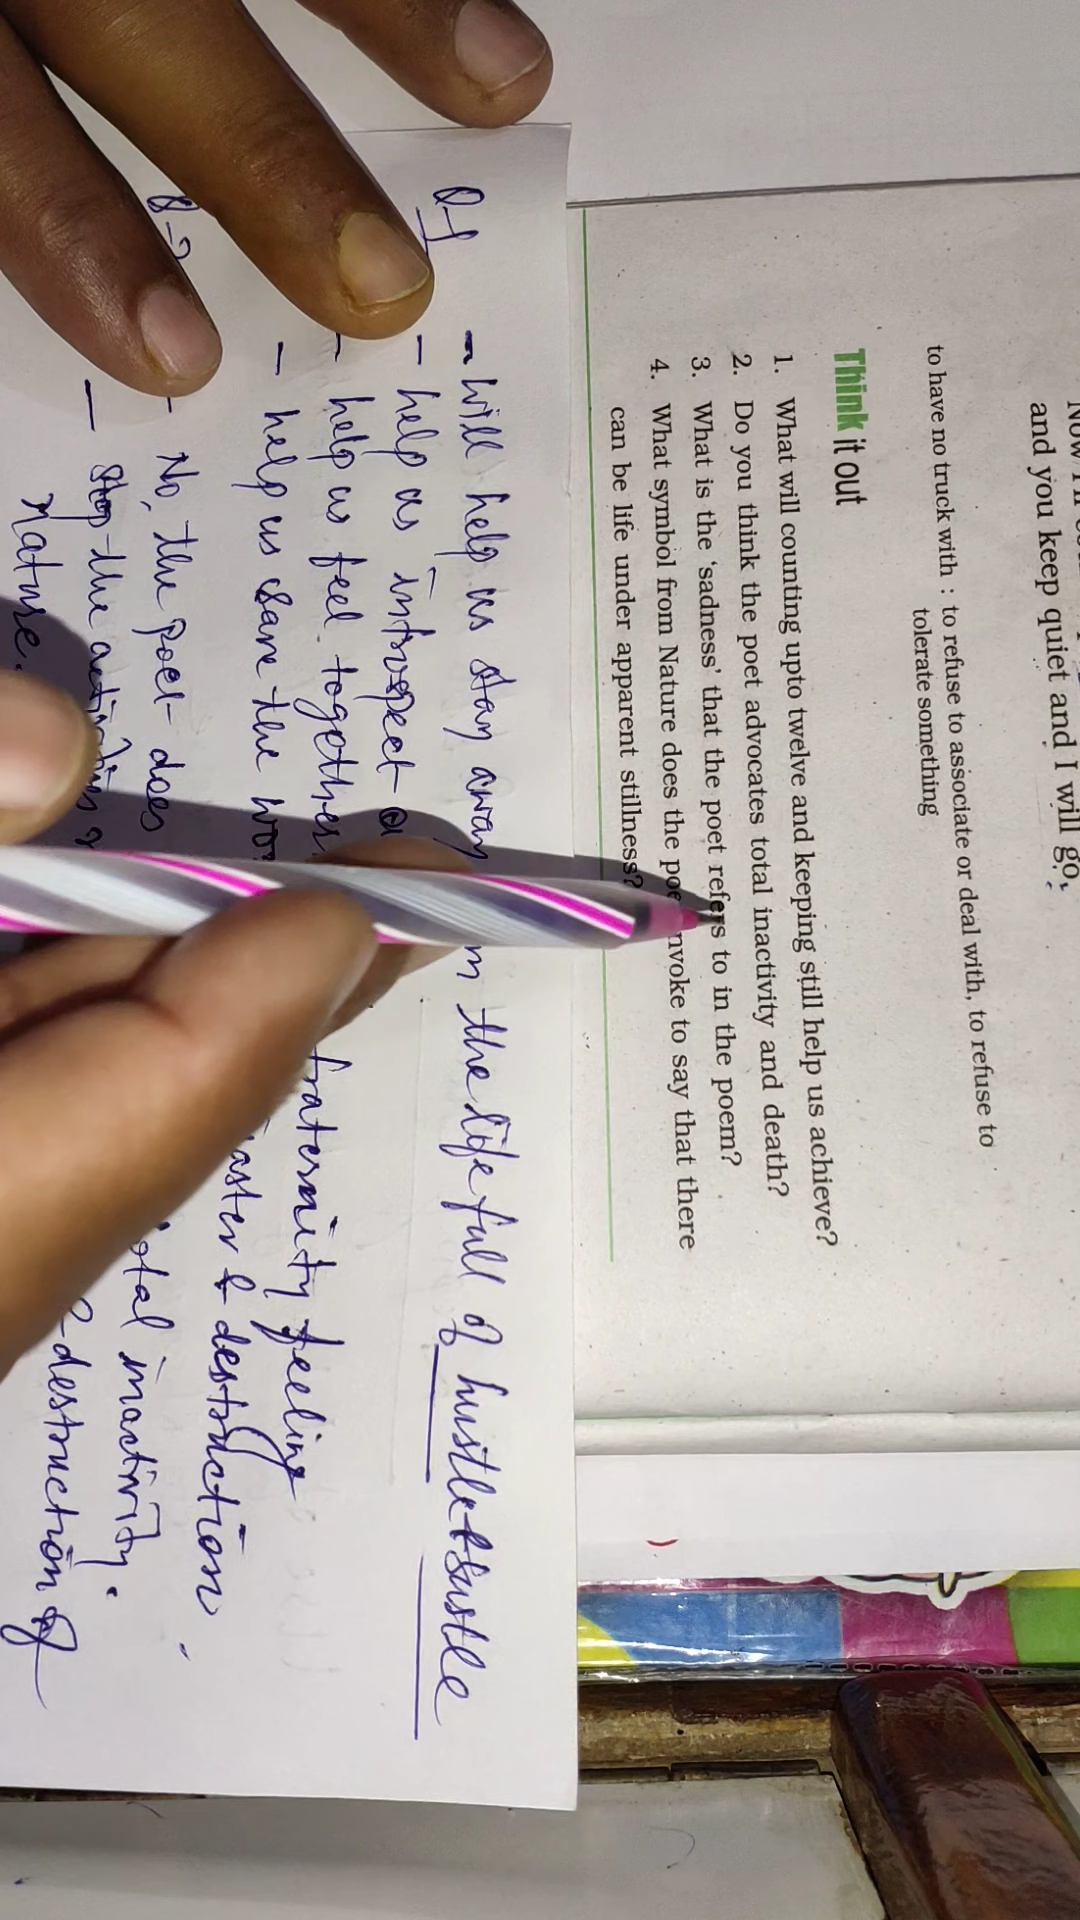 and you keep quiet and I will go.
to have no truck with : to refuse to associate or deal with, to refuse to
tolerate something
Think it out
1. What will counting upto twelve and keeping still help us achieve?
2. Do you think the poet advocates total inactivity and death?
3. What is the 'sadness' that the poet refers to in the poem?
4. What symbol from Nature does the invoke to say that there
can be life under apparent stillness?
Q1 - Will help us stay away the life full of hustle & bustle
- help us introspect
- help us feel together fraternity feeling
- help us save the & destruction,
- No, the poet does inactivity.
- stop the destruction of
nature.